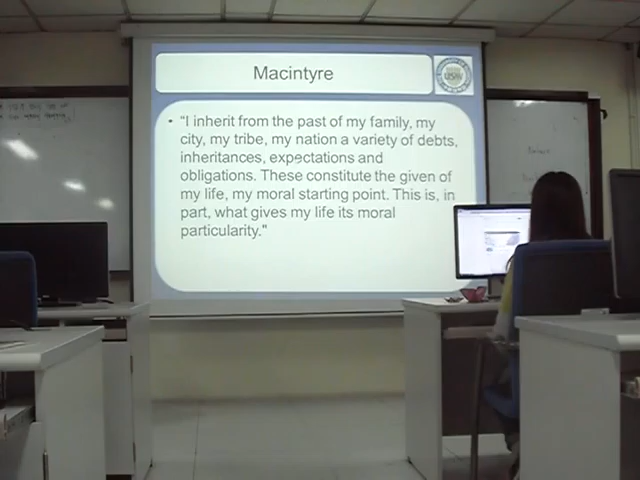 Macintyre
• "I inherit from the past of my family, my
city, my tribe, my nation a variety of debts,
inheritances, expectations and
obligations. These constitute the given of
my life, my moral starting point. This is, in
part, what gives my life its moral
particularity."